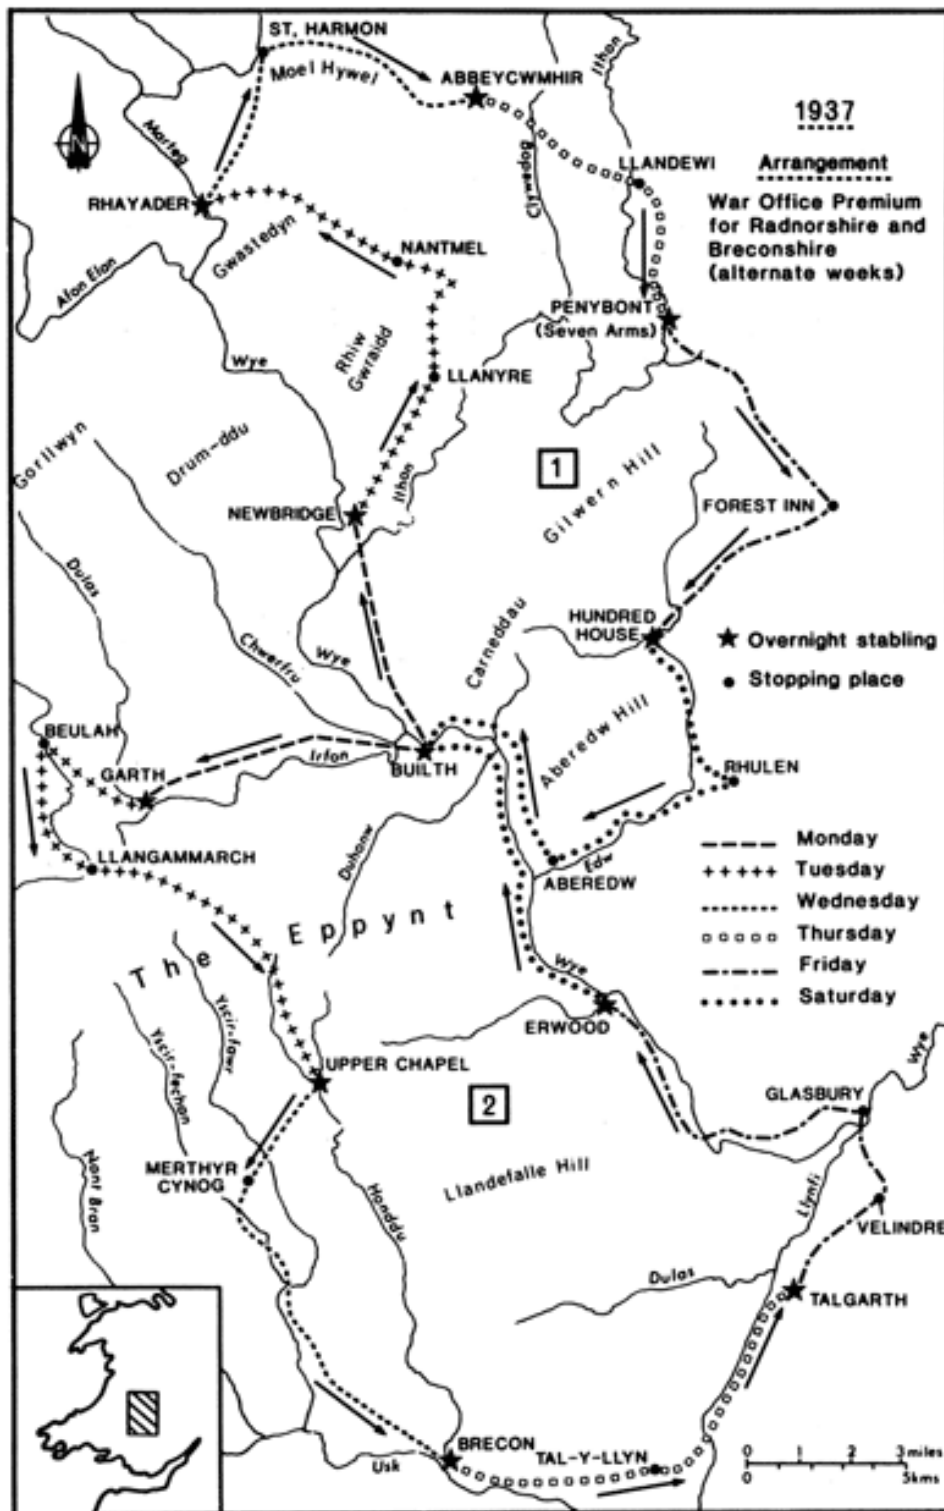 ST. HARMON
Moel Hywel
ABBEYCWMHIR
Ithon
1937
Arrangement
War Office Premium
for Radnorshire and
Breconshire
(alternate weeks)
N
Marteg
Clywedog
LLANDEWI
RHAYADER
Gwastedyn
NANTMEL
Afon Elan
PENYBONT
(Seven Arms)
Rhiw
Gwraidd
Wye
LLANYRE
Gorllwyn
Drum-ddu
1
Gilwern Hill
Ithon
NEWBRIDGE
FOREST INN
Dulas
HUNDRED
HOUSE
Overnight stabling
Carneddau
Wye
Chwerfru
Stopping place
BEULAH
Aberedw Hill
Irfon
BUILTH
GARTH
RHULEN
LLANGAMMARCH
Duhonw
Edw
ABEREDW
Monday
Tuesday
Wednesday
Thursday
Friday
Saturday
The Eppynt
Wye
ERWOOD
Yscir-fawr
Yscir-fechan
UPPER CHAPEL
Wye
GLASBURY
2
MERTHYR
CYNOG
Llandefalle Hill
Nant Bran
Honddu
Llynfi
VELINDRE
Dulas
TALGARTH
BRECON
TAL-Y-LLYN
Usk
0 1 2 3 miles
0 5kms